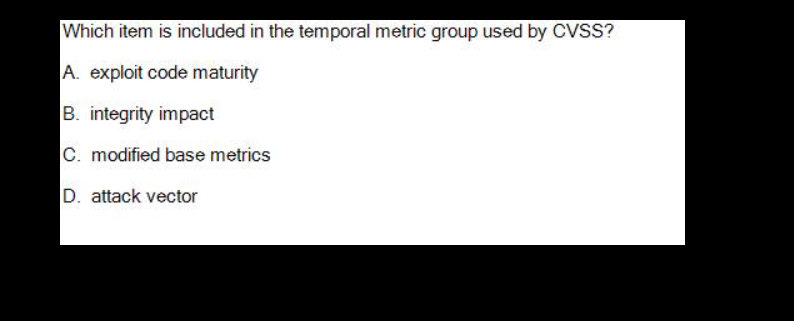 Which item is included in the temporal metric group used by CVSS?
A. exploit code maturity
B. integrity impact
C. modified base metrics
D. attack vector